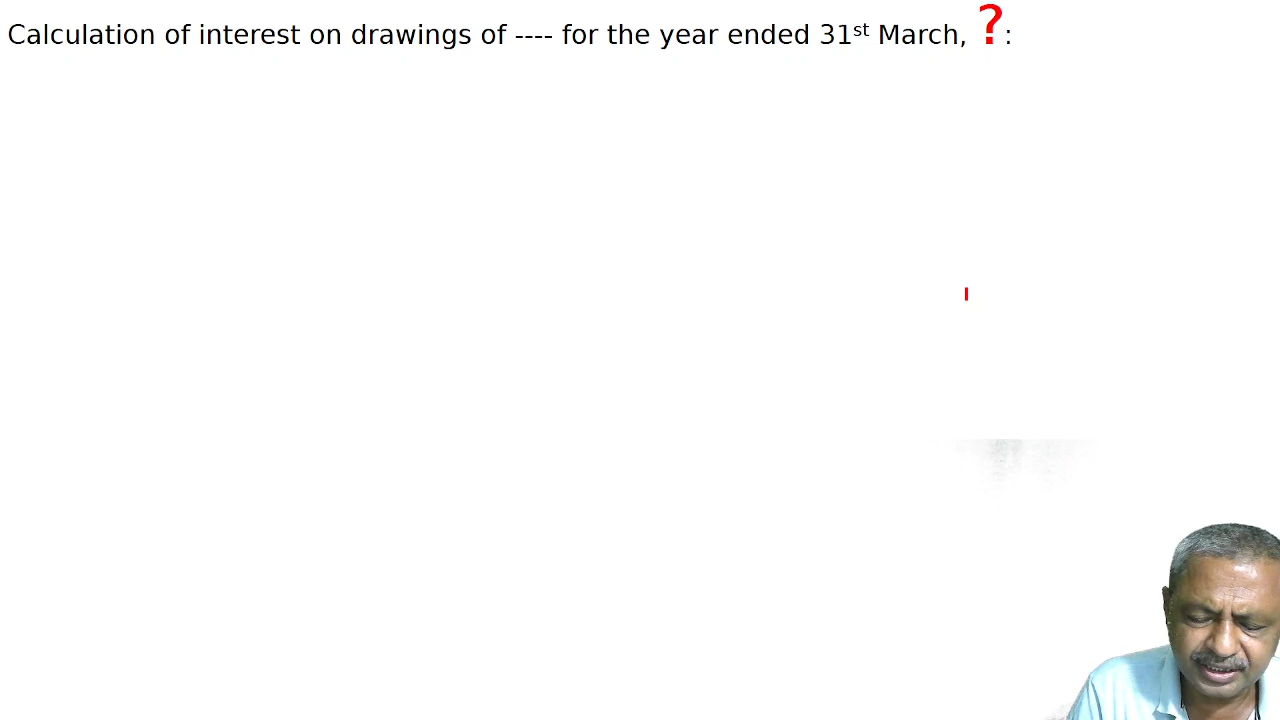 Calculation of interest on drawings of ---- for the year ended 31st March, ?: